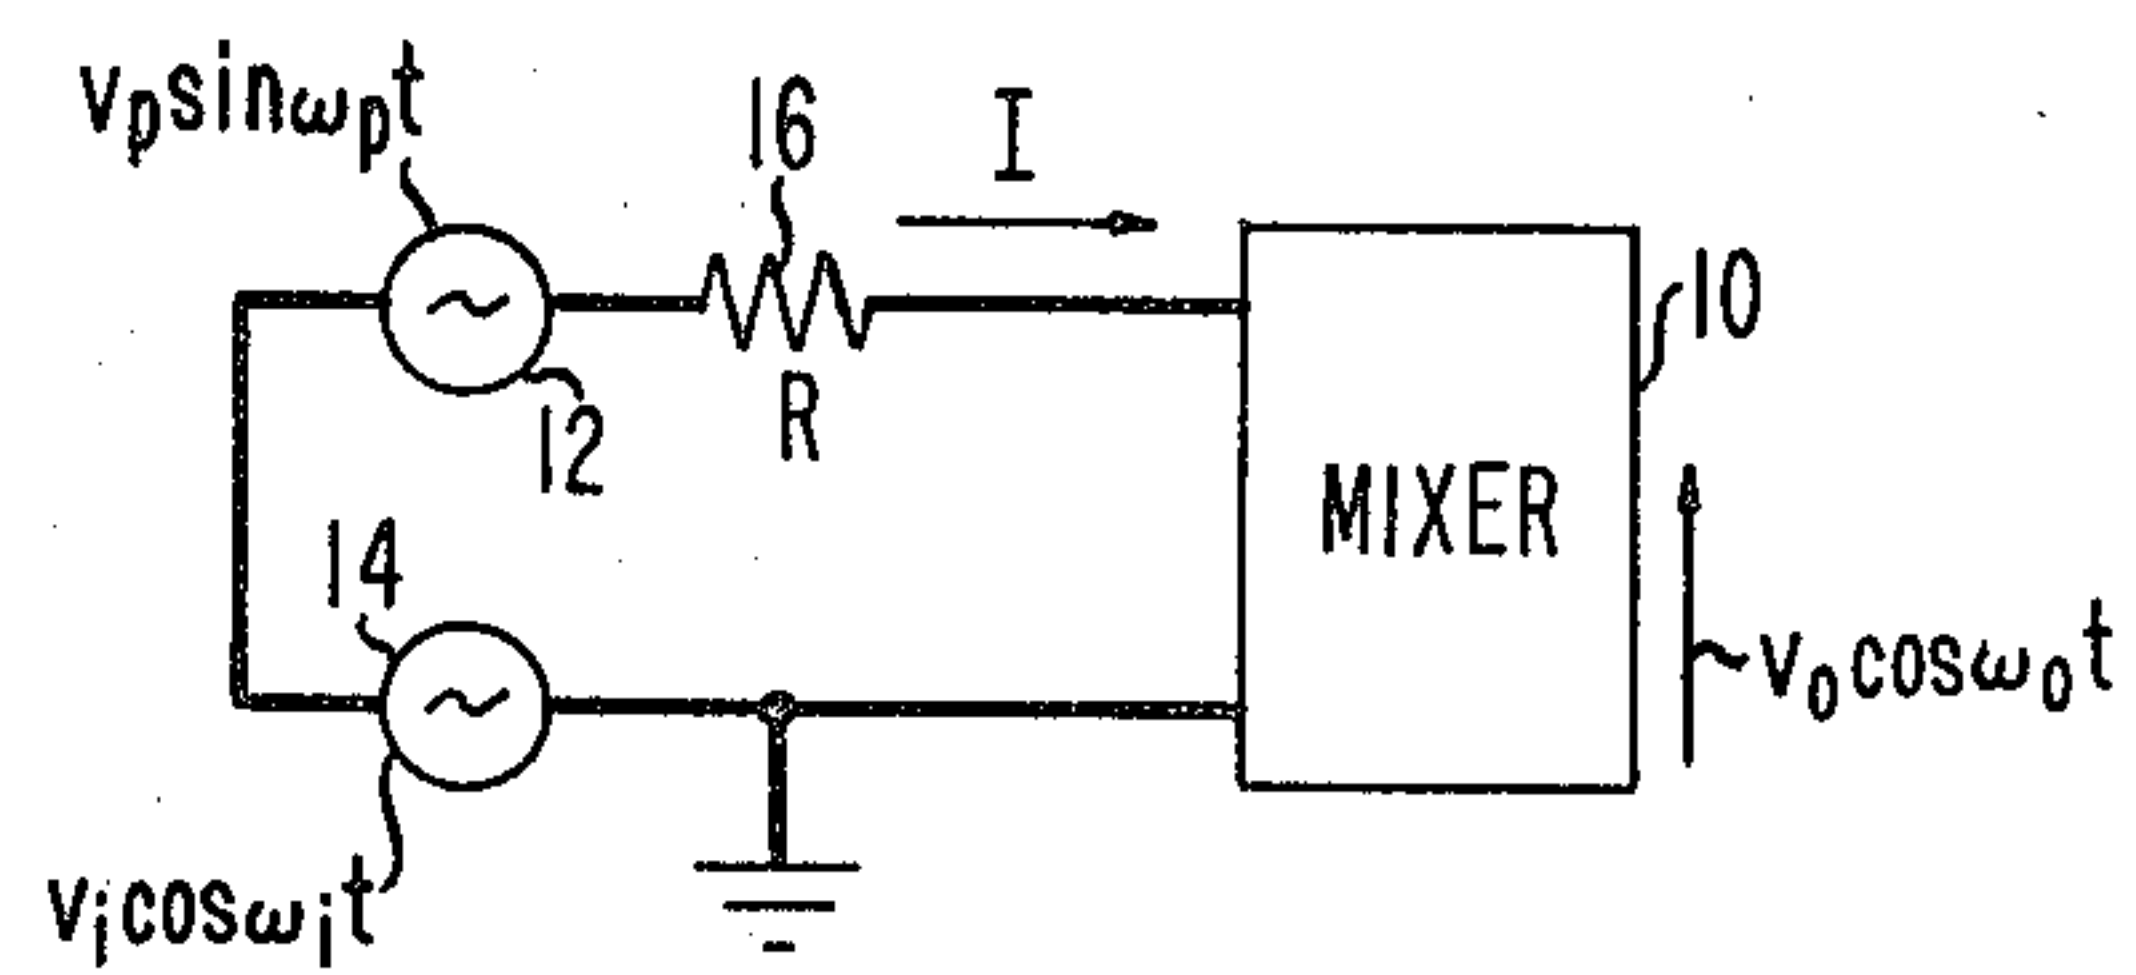 vₚsinωₚt
16
I
10
12
R
MIXER
14
v₀cosω₀t
vᵢcosωᵢt